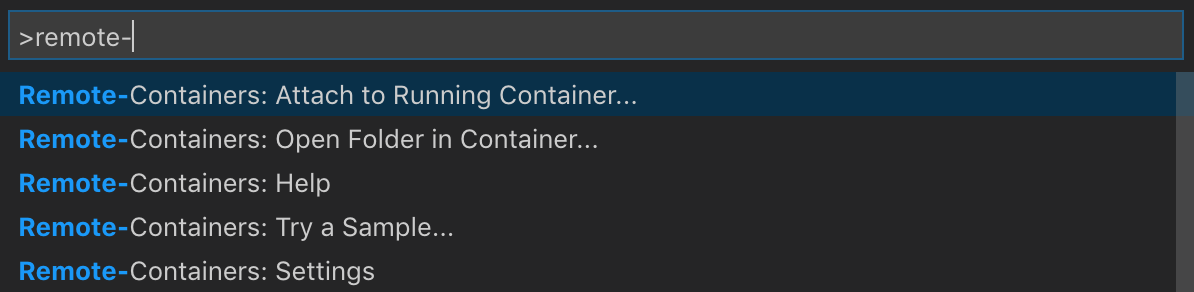 >remote-
Remote-Containers: Attach to Running Container...
Remote-Containers: Open Folder in Container...
Remote-Containers: Help
Remote-Containers: Try a Sample...
Remote-Containers: Settings